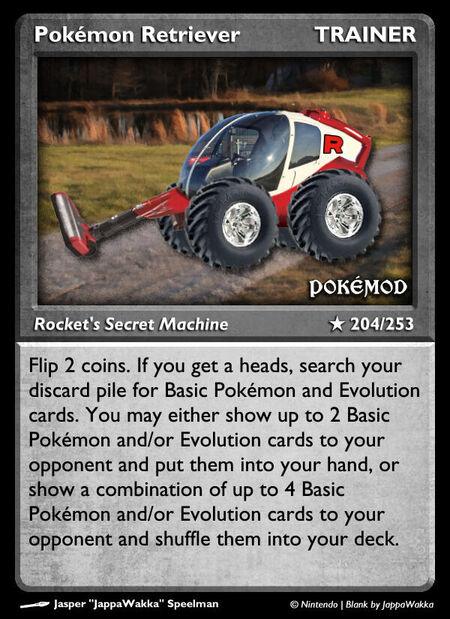 Pokémon Retriever TRAINER
R
POKÉMOD
Rocket's Secret Machine ★ 204/253
Flip 2 coins. If you get a heads, search your
discard pile for Basic Pokémon and Evolution
cards. You may either show up to 2 Basic
Pokémon and/or Evolution cards to your
opponent and put them into your hand, or
show a combination of up to 4 Basic
Pokémon and/or Evolution cards to your
opponent and shuffle them into your deck.
Jasper "JappaWakka" Speelman © Nintendo | Blank by JappaWakka